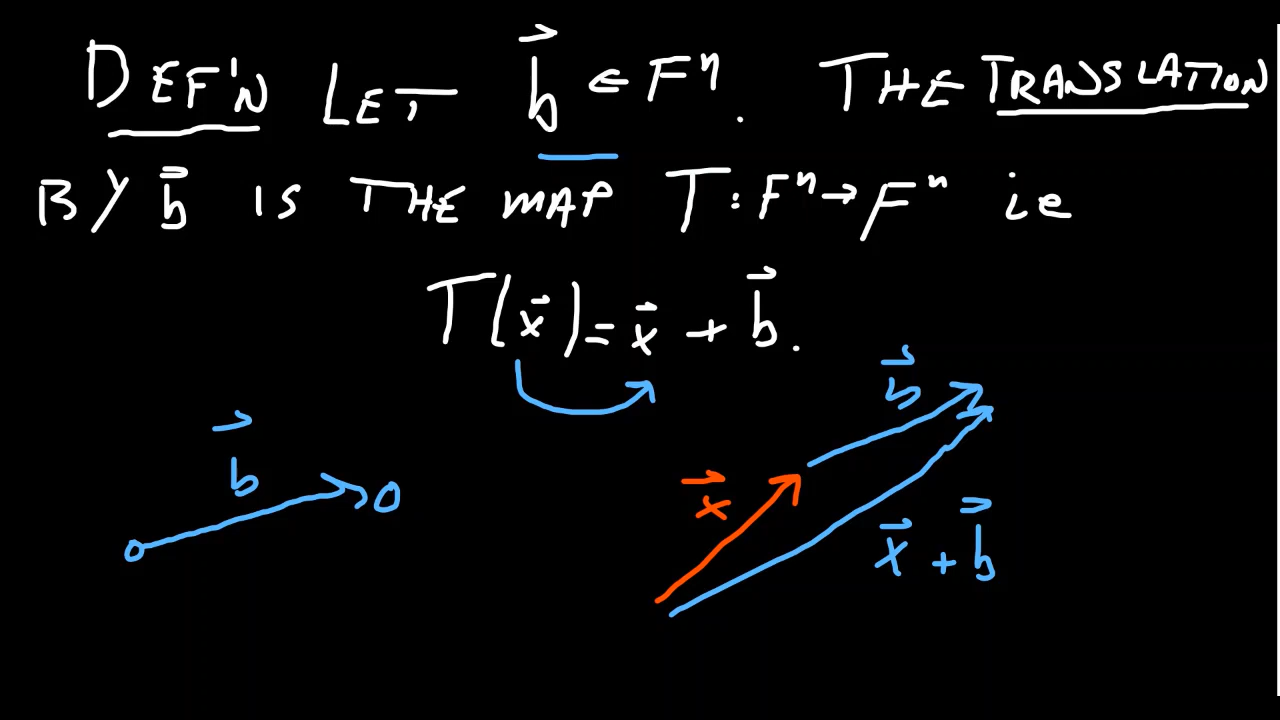 DEF'N LET b⃗ ∈ Fⁿ. THE TRANSLATION
BY b⃗ IS THE MAP T: Fⁿ → Fⁿ ie
T(x⃗) = x⃗ + b⃗.
b⃗
b⃗
x⃗
x⃗ + b⃗